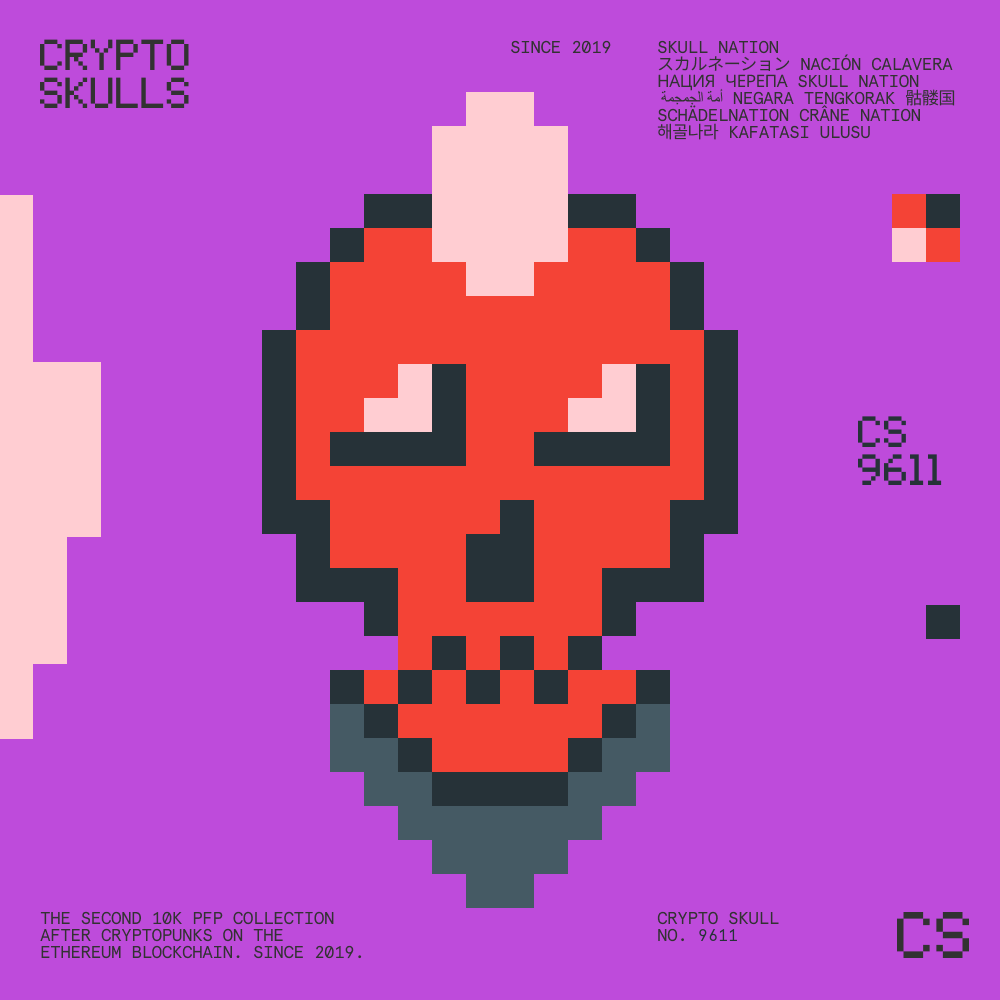 CRYPTO
SKULLS
SINCE 2019
SKULL NATION
スカルネーション NACIÓN CALAVERA
НАЦИЯ ЧЕРЕПА SKULL NATION
أمة الجمجمة NEGARA TENGKORAK 骷髅国
SCHÄDELNATION CRÂNE NATION
해골나라 KAFATASI ULUSU
CS
9611
THE SECOND 10K PFP COLLECTION
AFTER CRYPTOPUNKS ON THE
ETHEREUM BLOCKCHAIN. SINCE 2019.
CRYPTO SKULL
NO. 9611
CS